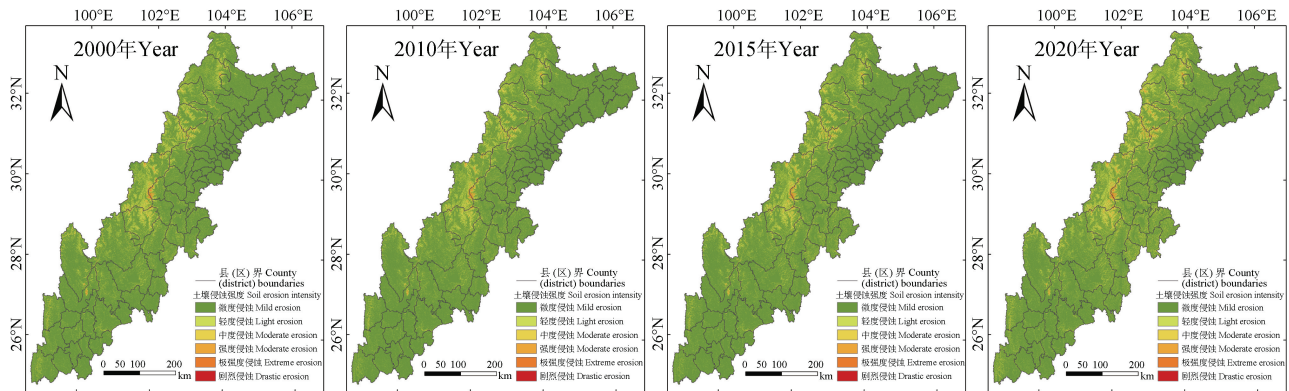 100°E 102°E 104°E 106°E
2000年Year
N
32°N
30°N
28°N
26°N
县 (区) 界 County
(district) boundaries
土壤侵蚀强度 Soil erosion intensity
微度侵蚀 Mild erosion
轻度侵蚀 Light erosion
中度侵蚀 Moderate erosion
强度侵蚀 Moderate erosion
极强度侵蚀 Extreme erosion
剧烈侵蚀 Drastic erosion
0 50 100 200
km
100°E 102°E 104°E 106°E
2010年Year
N
32°N
30°N
28°N
26°N
县 (区) 界 County
(district) boundaries
土壤侵蚀强度 Soil erosion intensity
微度侵蚀 Mild erosion
轻度侵蚀 Light erosion
中度侵蚀 Moderate erosion
强度侵蚀 Moderate erosion
极强度侵蚀 Extreme erosion
剧烈侵蚀 Drastic erosion
0 50 100 200
km
100°E 102°E 104°E 106°E
2015年Year
N
32°N
30°N
28°N
26°N
县 (区) 界 County
(district) boundaries
土壤侵蚀强度 Soil erosion intensity
微度侵蚀 Mild erosion
轻度侵蚀 Light erosion
中度侵蚀 Moderate erosion
强度侵蚀 Moderate erosion
极强度侵蚀 Extreme erosion
剧烈侵蚀 Drastic erosion
0 50 100 200
km
100°E 102°E 104°E 106°E
2020年Year
N
32°N
30°N
28°N
26°N
县 (区) 界 County
(district) boundaries
土壤侵蚀强度 Soil erosion intensity
微度侵蚀 Mild erosion
轻度侵蚀 Light erosion
中度侵蚀 Moderate erosion
强度侵蚀 Moderate erosion
极强度侵蚀 Extreme erosion
剧烈侵蚀 Drastic erosion
0 50 100 200
km